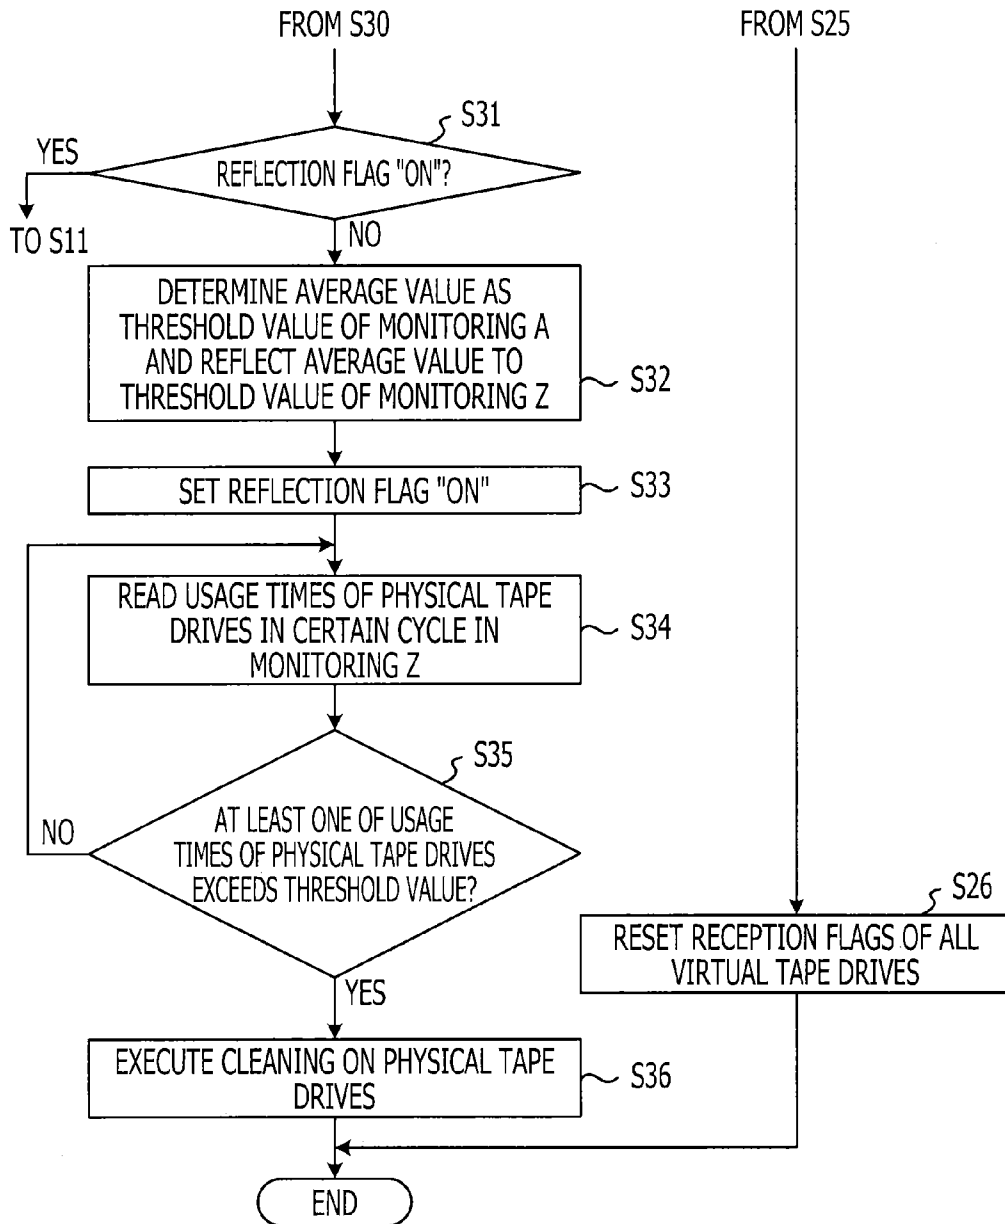 FROM S30
FROM S25
S31
YES
REFLECTION FLAG "ON"?
TO S11
NO
DETERMINE AVERAGE VALUE AS
THRESHOLD VALUE OF MONITORING A
AND REFLECT AVERAGE VALUE TO
THRESHOLD VALUE OF MONITORING Z
S32
SET REFLECTION FLAG "ON"
S33
READ USAGE TIMES OF PHYSICAL TAPE
DRIVES IN CERTAIN CYCLE IN
MONITORING Z
S34
S35
AT LEAST ONE OF USAGE
TIMES OF PHYSICAL TAPE DRIVES
EXCEEDS THRESHOLD VALUE?
NO
YES
S26
RESET RECEPTION FLAGS OF ALL
VIRTUAL TAPE DRIVES
EXECUTE CLEANING ON PHYSICAL TAPE
DRIVES
S36
END